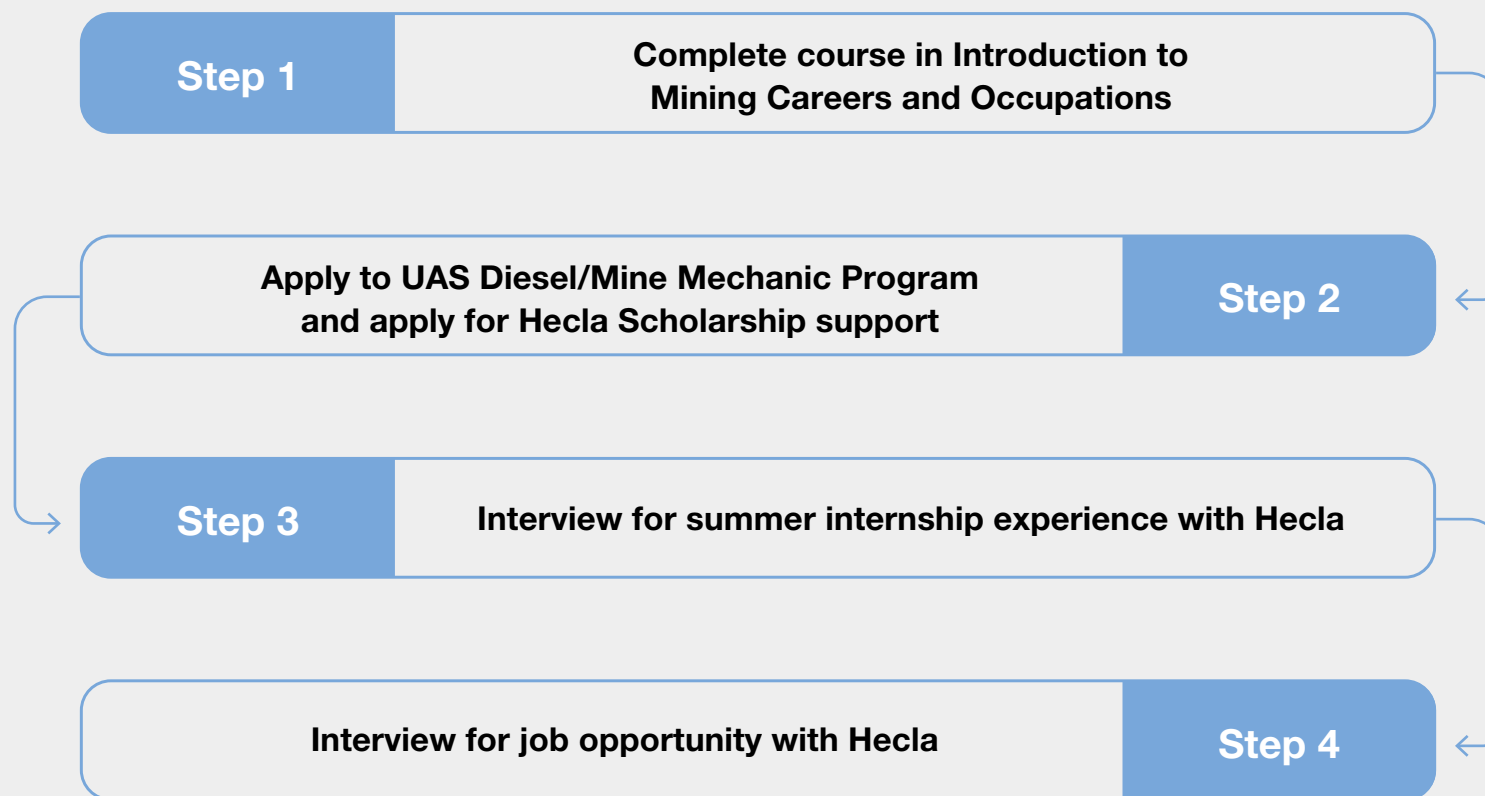 Step 1
Complete course in Introduction to
Mining Careers and Occupations
Apply to UAS Diesel/Mine Mechanic Program
and apply for Hecla Scholarship support
Step 2
Step 3
Interview for summer internship experience with Hecla
Interview for job opportunity with Hecla
Step 4